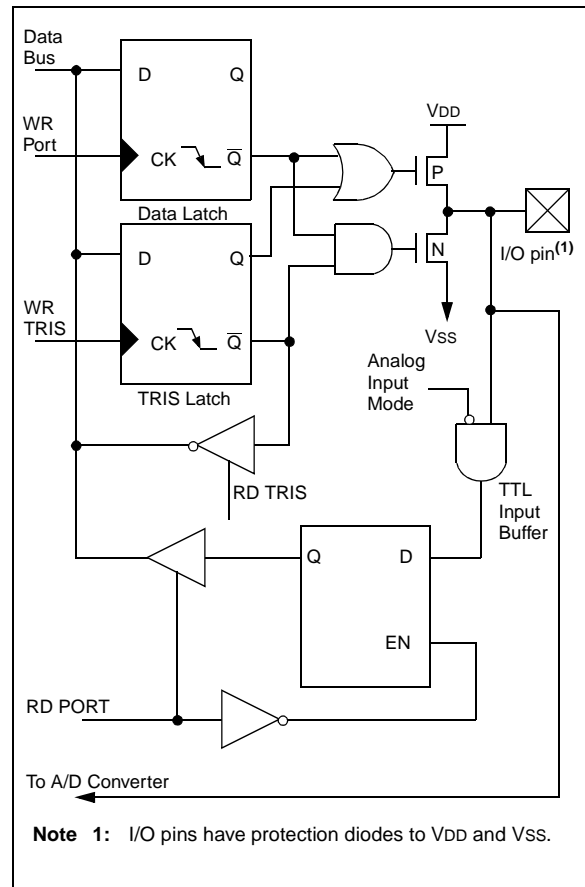 Data
Bus
D
Q
WR
Port
CK
Q̅
Data Latch
VDD
P
I/O pin(1)
D
Q
N
WR
TRIS
CK
Q̅
TRIS Latch
VSS
Analog
Input
Mode
RD TRIS
TTL
Input
Buffer
Q
D
EN
RD PORT
To A/D Converter
Note 1: I/O pins have protection diodes to VDD and VSS.